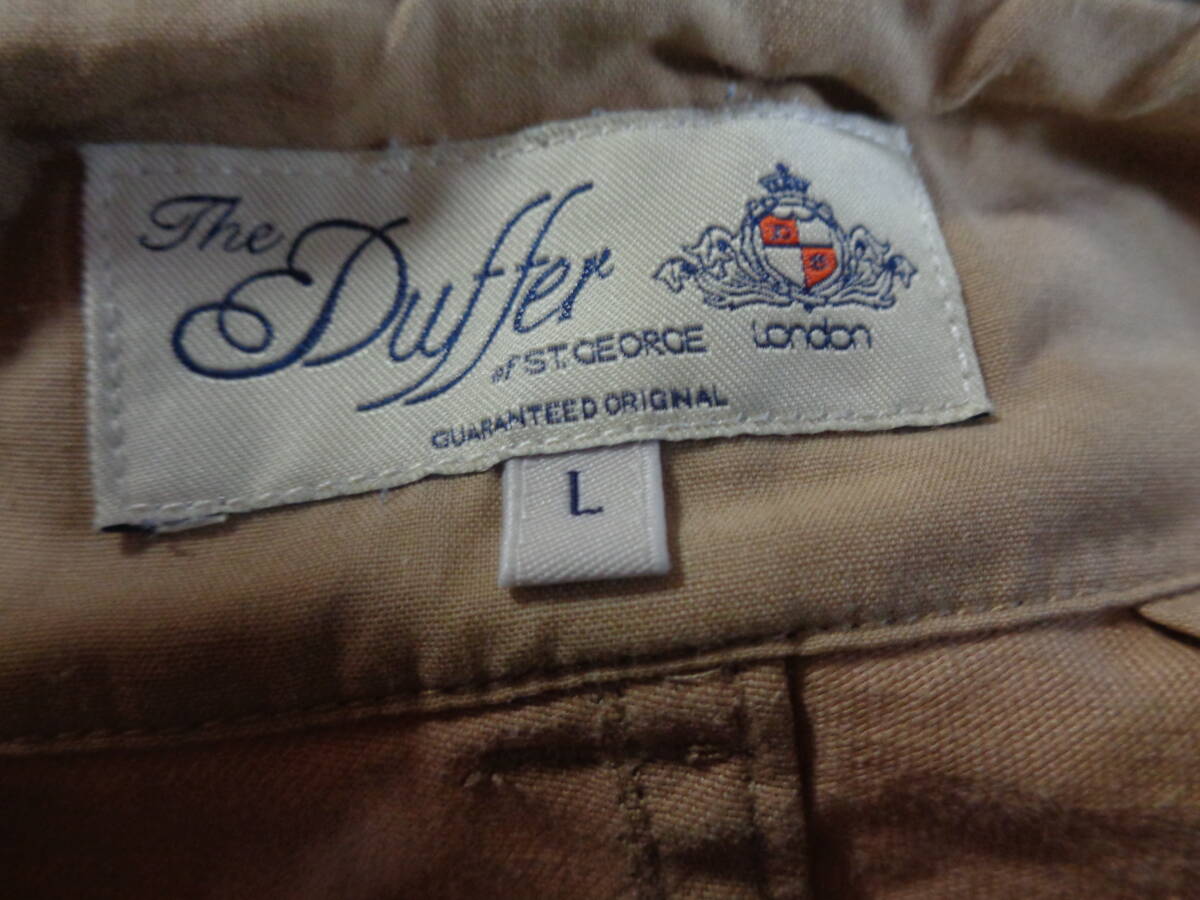 The
Duffer
of ST.GEORGE
GUARANTEED ORIGINAL
London
L